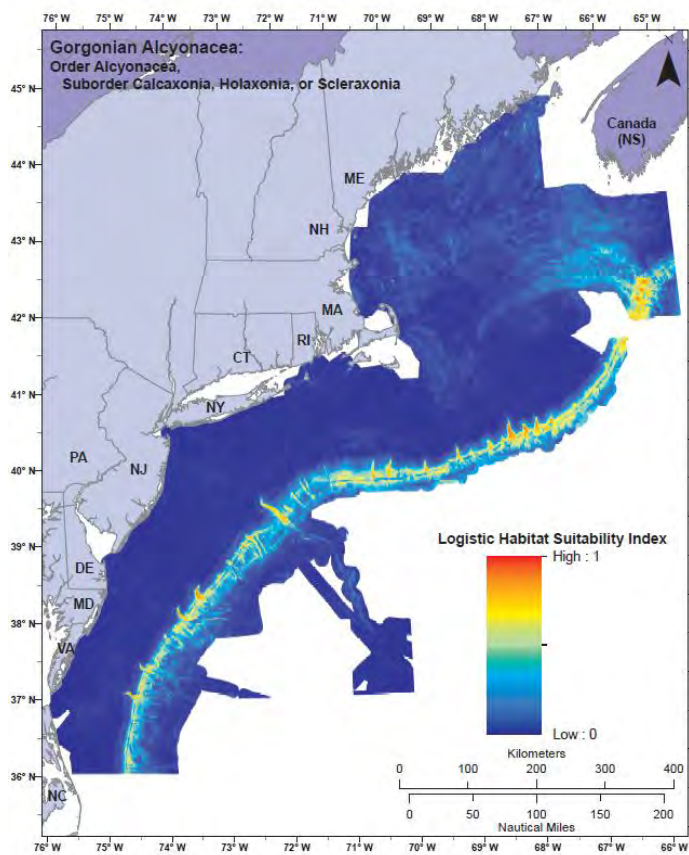 76° W 75° W 74° W 73° W 72° W 71° W 70° W 69° W 68° W 67° W 66° W
Gorgonian Alcyonacea:
Order Alcyonacea,
Suborder Calcaxonia, Holaxonia, or Scleraxonia
45° N
Canada
(NS)
44° N
ME
43° N
NH
42° N
MA
CT
RI
41° N
NY
40° N
PA
NJ
39° N
Logistic Habitat Suitability Index
High : 1
DE
MD
38° N
VA
37° N
Low : 0
Kilometers
36° N
0 100 200 300 400
NC
0 50 100 150 200
Nautical Miles
76° W 75° W 74° W 73° W 72° W 71° W 70° W 69° W 68° W 67° W 66° W